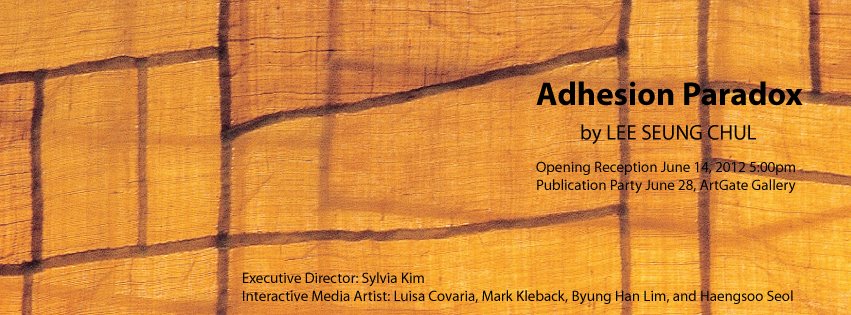 Adhesion Paradox
by LEE SEUNG CHUL
Opening Reception June 14, 2012 5:00pm
Publication Party June 28, ArtGate Gallery
Executive Director: Sylvia Kim
Interactive Media Artist: Luisa Covaria, Mark Kleback, Byung Han Lim, and Haengsoo Seol